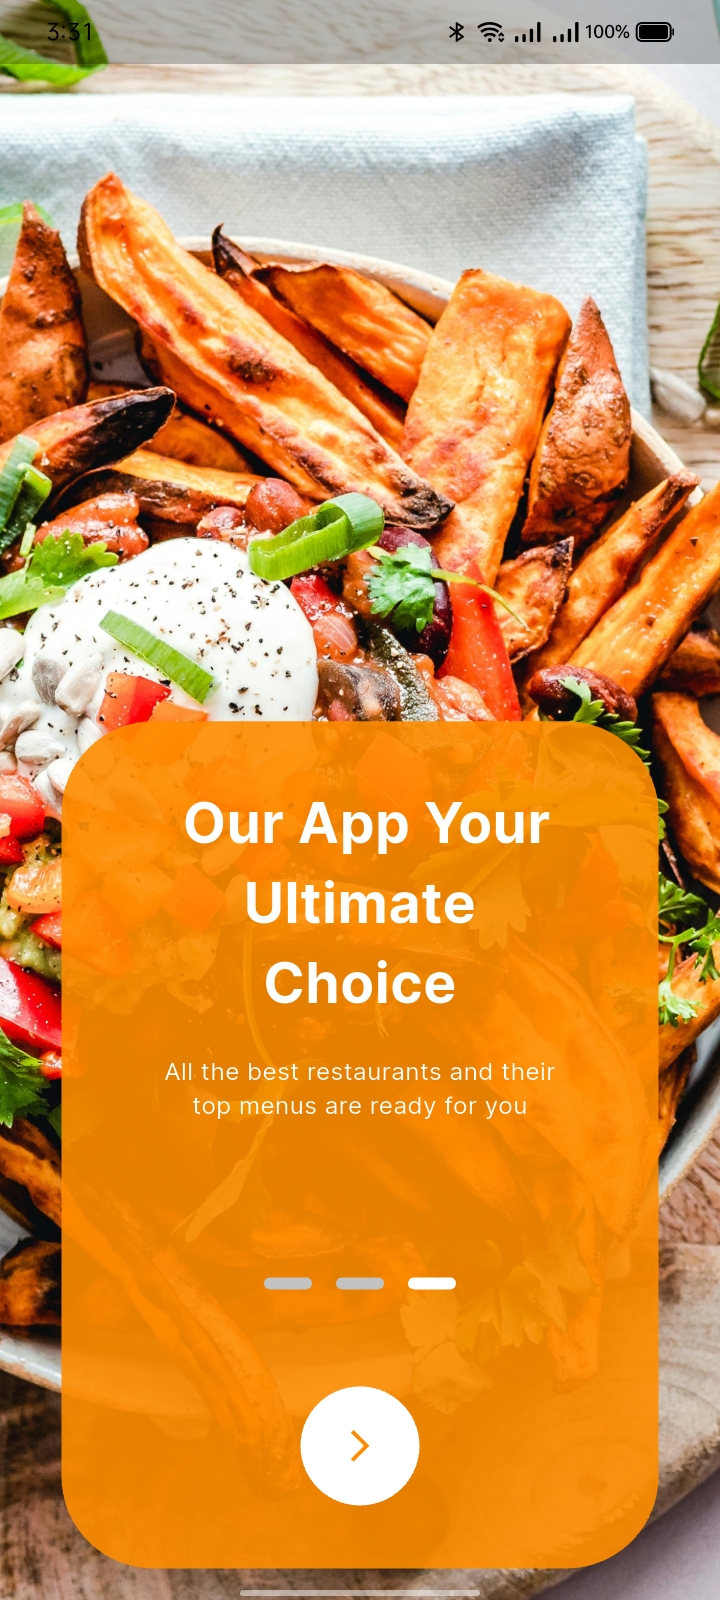 3:31 100%
Our App Your
Ultimate
Choice
All the best restaurants and their
top menus are ready for you